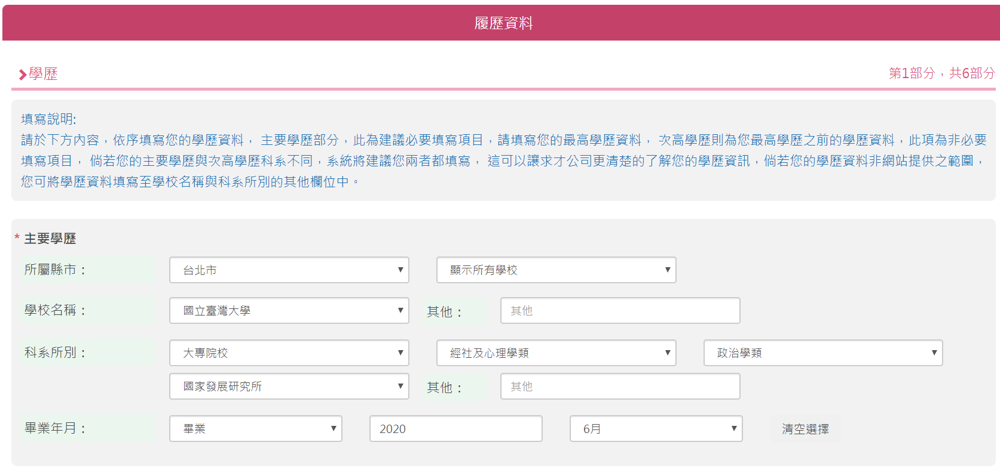 履歷資料
學歷
第1部分，共6部分
填寫說明:
請於下方內容，依序填寫您的學歷資料， 主要學歷部分，此為建議必要填寫項目，請填寫您的最高學歷資料， 次高學歷則為您最高學歷之前的學歷資料，此項為非必要
填寫項目， 倘若您的主要學歷與次高學歷科系不同，系統將建議您兩者都填寫， 這可以讓求才公司更清楚的了解您的學歷資訊，倘若您的學歷資料非網站提供之範圍，
您可將學歷資料填寫至學校名稱與科系所別的其他欄位中。
* 主要學歷
所屬縣市： 台北市 顯示所有學校
學校名稱： 國立臺灣大學 其他： 其他
科系所別： 大專院校 經社及心理學類 政治學類
國家發展研究所 其他： 其他
畢業年月： 畢業 2020 6月 清空選擇